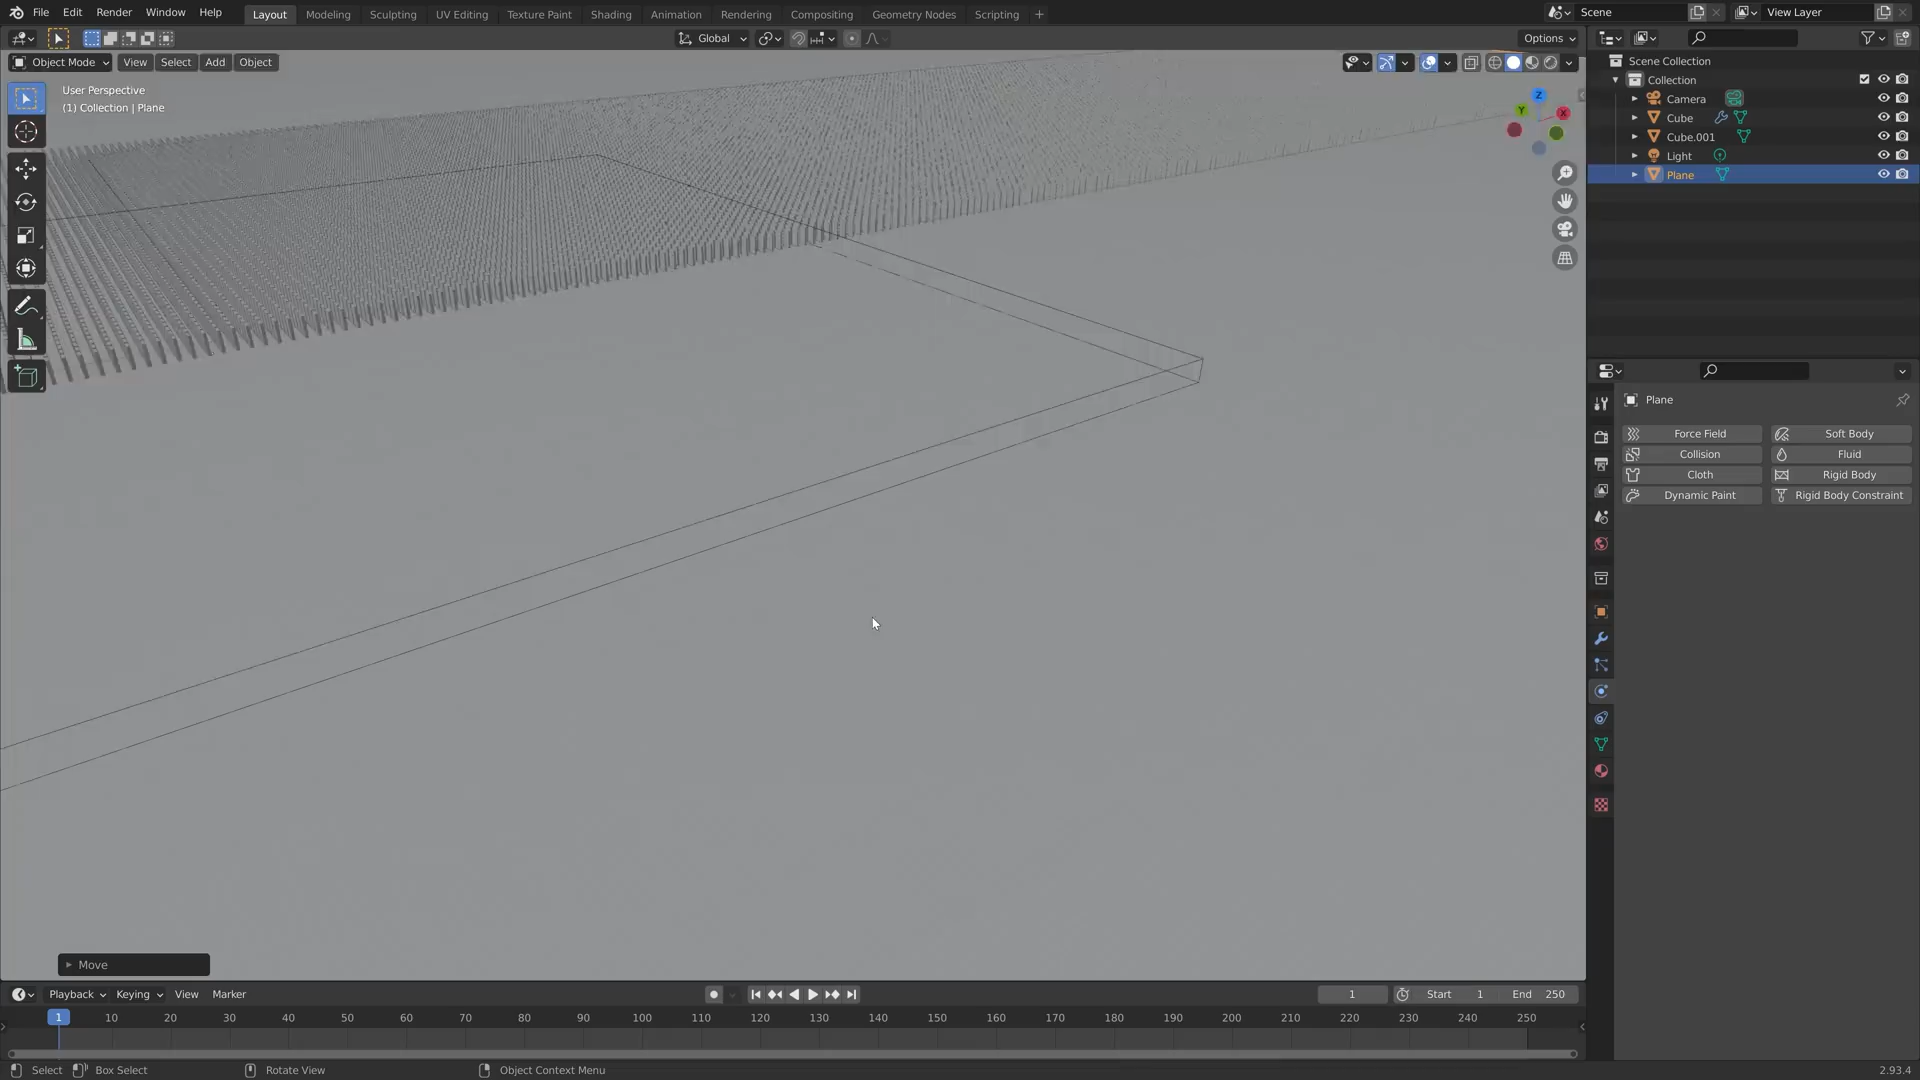 File Edit Render Window Help Layout Modeling Sculpting UV Editing Texture Paint Shading Animation Rendering Compositing Geometry Nodes Scripting + Scene View Layer
Global Options
Object Mode View Select Add Object
User Perspective
(1) Collection | Plane
Z
Y
X
Scene Collection
Collection
Camera
Cube
Cube.001
Light
Plane
Plane
Force Field Soft Body
Collision Fluid
Cloth Rigid Body
Dynamic Paint Rigid Body Constraint
Move
Playback Keying View Marker 1 Start 1 End 250
1 10 20 30 40 50 60 70 80 90 100 110 120 130 140 150 160 170 180 190 200 210 220 230 240 250
Select Box Select Rotate View Object Context Menu 2.93.4